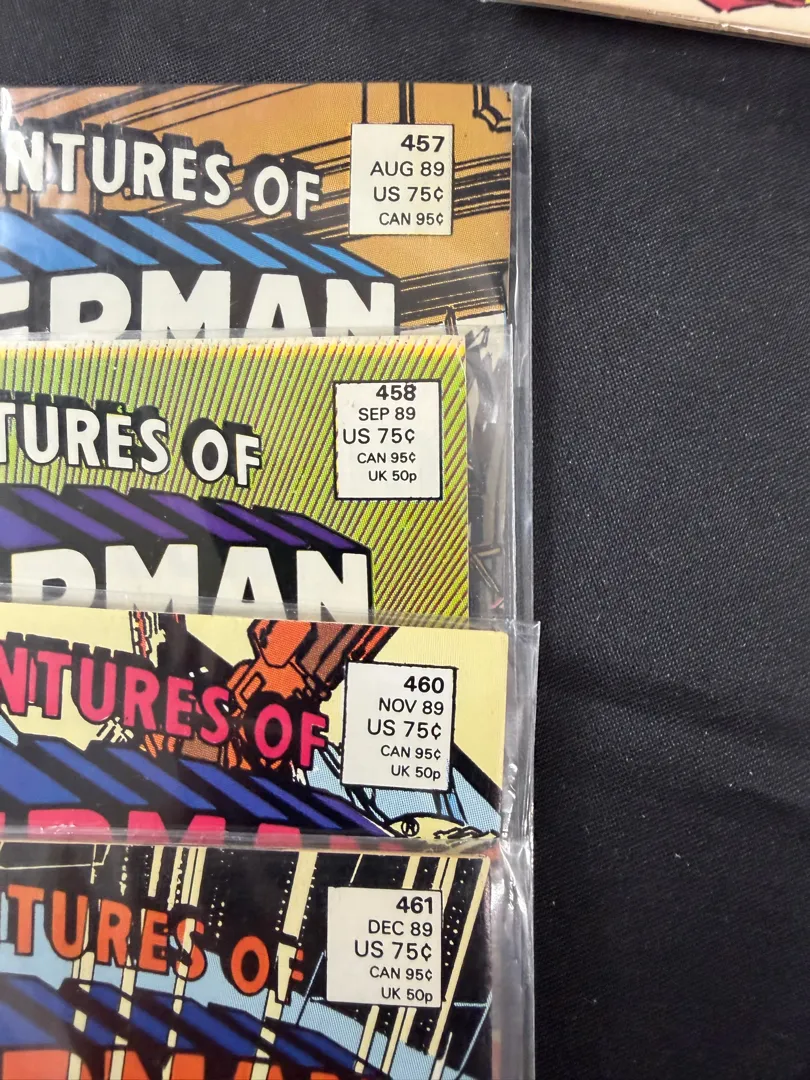 NTURES OF
457
AUG 89
US 75¢
CAN 95¢
ERMAN
TURES OF
458
SEP 89
US 75¢
CAN 95¢
UK 50p
RMAN
NTURES OF
460
NOV 89
US 75¢
CAN 95¢
UK 50p
ERMAN
TURES OF
461
DEC 89
US 75¢
CAN 95¢
UK 50p